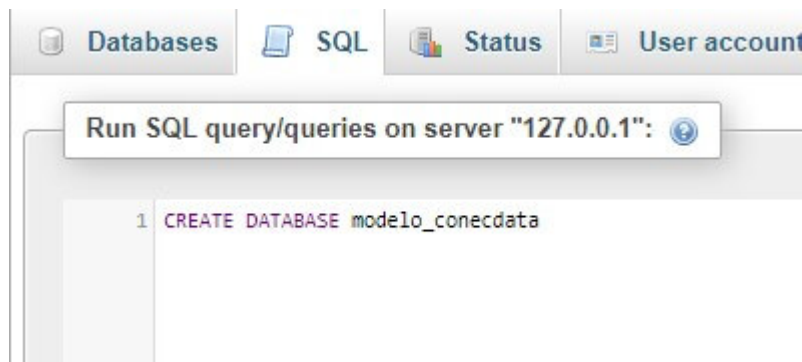 Databases SQL Status User account
Run SQL query/queries on server "127.0.0.1":
1 CREATE DATABASE modelo_conecdata